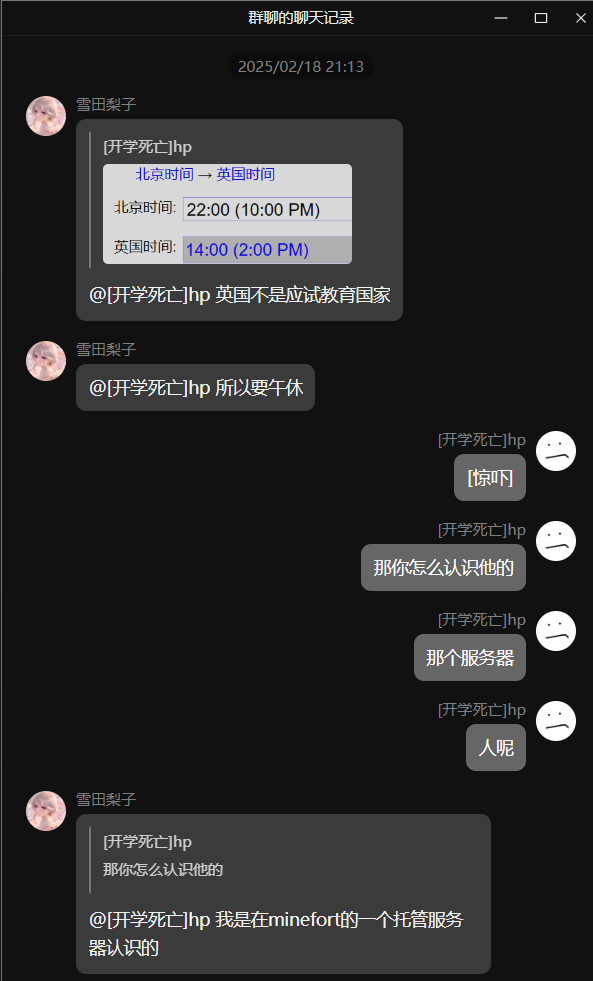 群聊的聊天记录
2025/02/18 21:13
雪田梨子
[开学死亡]hp
北京时间 → 英国时间
北京时间: 22:00 (10:00 PM)
英国时间: 14:00 (2:00 PM)
@[开学死亡]hp 英国不是应试教育国家
雪田梨子
@[开学死亡]hp 所以要午休
[开学死亡]hp
[惊吓]
[开学死亡]hp
那你怎么认识他的
[开学死亡]hp
那个服务器
[开学死亡]hp
人呢
雪田梨子
[开学死亡]hp
那你怎么认识他的
@[开学死亡]hp 我是在minefort的一个托管服务
器认识的